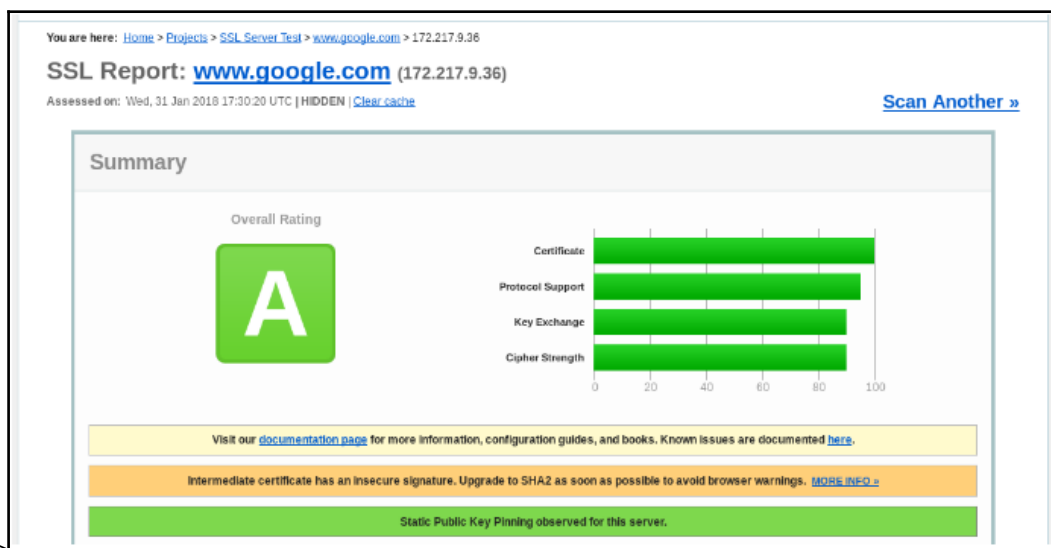 You are here: Home > Projects > SSL Server Test > www.google.com > 172.217.9.36
SSL Report: www.google.com (172.217.9.36)
Assessed on: Wed, 31 Jan 2018 17:30:20 UTC | HIDDEN | Clear cache
Scan Another »
Summary
Overall Rating
A
Certificate
Protocol Support
Key Exchange
Cipher Strength
0 20 40 60 80 100
Visit our documentation page for more information, configuration guides, and books. Known issues are documented here.
Intermediate certificate has an insecure signature. Upgrade to SHA2 as soon as possible to avoid browser warnings. MORE INFO »
Static Public Key Pinning observed for this server.